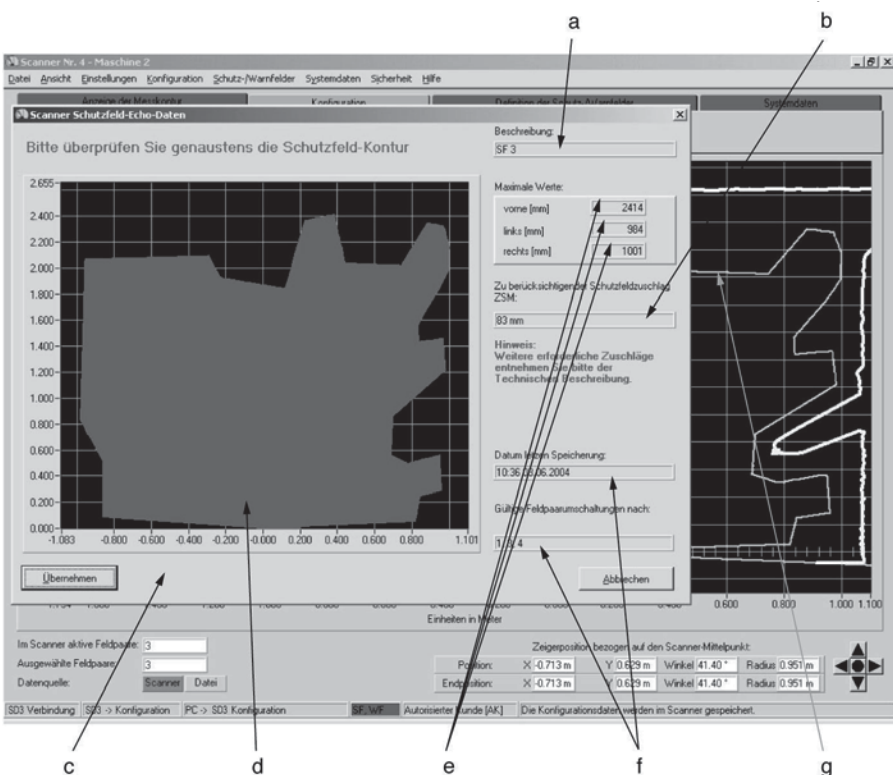 a
b
Scanner Nr. 4 - Maschine 2
Datei Ansicht Einstellungen Konfiguration Schutz-/Warnfelder Systemdaten Sicherheit Hilfe
Anzeige der Messkontur Konfiguration Definition der Schutz-/Warnfelder Systemdaten
Scanner Schutzfeld-Echo-Daten
Bitte überprüfen Sie genaustens die Schutzfeld-Kontur
Beschreibung:
SF 3
Maximale Werte:
vorne [mm] 2414
links [mm] 984
rechts [mm] 1001
Zu berücksichtigender Schutzfeldzuschlag
ZSM:
83 mm
Hinweis:
Weitere erforderliche Zuschläge
entnehmen Sie bitte der
Technischen Beschreibung.
Datum letzen Speicherung:
10:36 06.2004
Gültige Feldpaarumschaltungen nach:
4
2.655
2.400
2.200
2.000
1.800
1.600
1.400
1.200
1.000
0.800
0.600
0.400
0.200
0.000
-1.083 -0.800 -0.600 -0.400 -0.200 -0.000 0.200 0.400 0.600 0.800 1.101
Übernehmen
Abbrechen
0.600 0.800 1.000 1.100
Einheiten in Meter
Im Scanner aktive Feldpaare: 3
Ausgewählte Feldpaare: 3
Datenquelle: Scanner Datei
Zeigerposition bezogen auf den Scanner-Mittelpunkt:
Position: X -0.713 m Y 0.629 m Winkel 41.40 ° Radius 0.951 m
Endposition: X -0.713 m Y 0.629 m Winkel 41.40 ° Radius 0.951 m
SD3 Verbindung SD3 -> Konfiguration PC -> SD3 Konfiguration SF, WF Autorisierter Kunde [AK] Die Konfigurationsdaten werden im Scanner gespeichert.
c
d
e
f
g